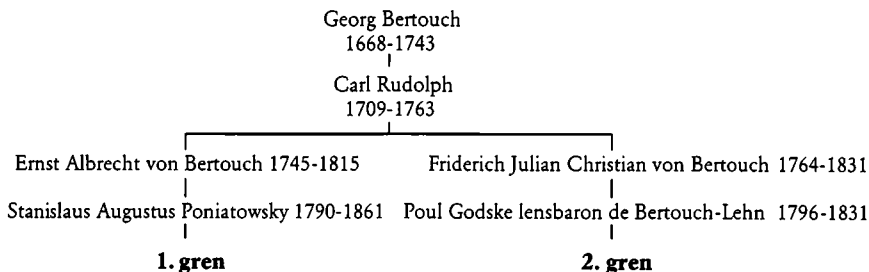 Georg Bertouch
1668-1743
Carl Rudolph
1709-1763
Ernst Albrecht von Bertouch 1745-1815
Friderich Julian Christian von Bertouch 1764-1831
Stanislaus Augustus Poniatowsky 1790-1861
Poul Godske lensbaron de Bertouch-Lehn 1796-1831
1. gren
2. gren